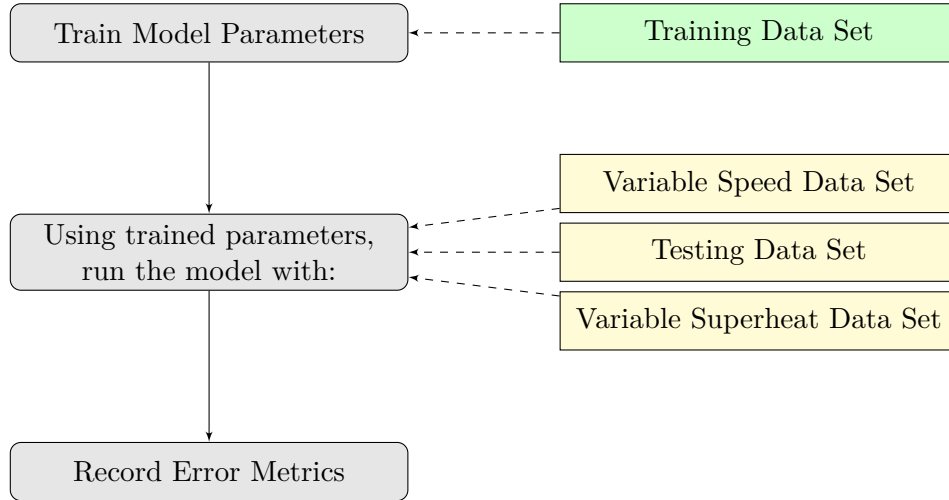 Train Model Parameters
Training Data Set
Variable Speed Data Set
Using trained parameters,
run the model with:
Testing Data Set
Variable Superheat Data Set
Record Error Metrics